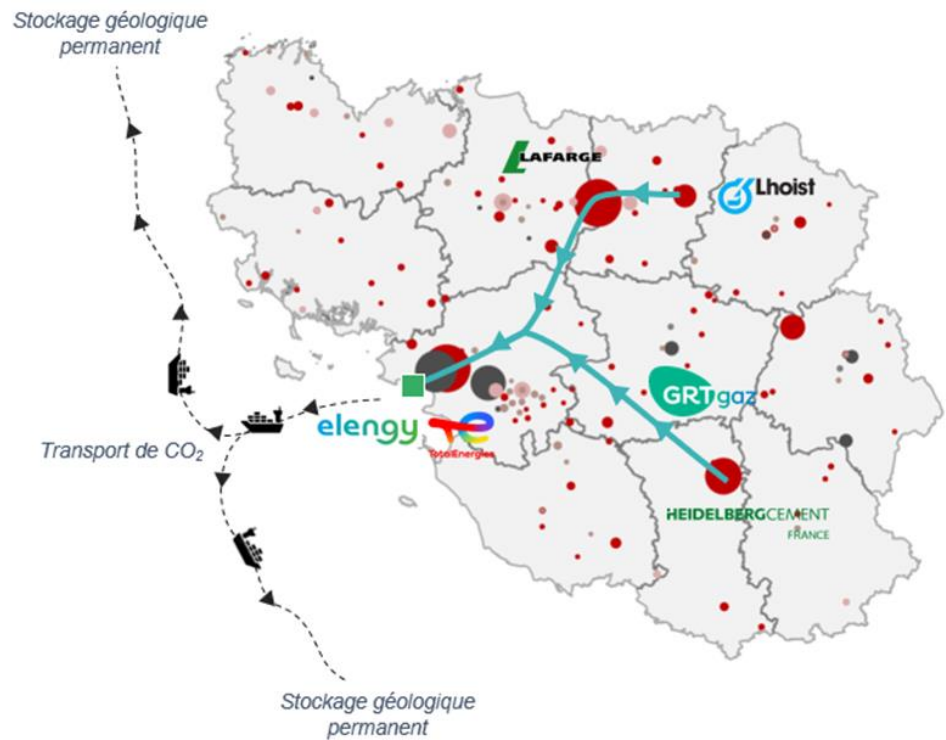 Stockage géologique
permanent
LAFARGE
Lhoist
GRTgaz
elengy
TotalEnergies
Transport de CO₂
HEIDELBERGCEMENT
FRANCE
Stockage géologique
permanent